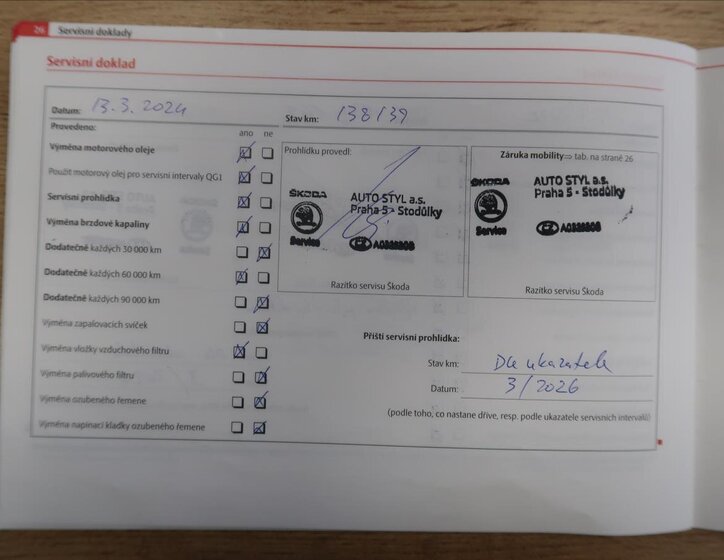 26 Servisní doklady
Servisní doklad
Datum: 13.3.2024 Stav km: 138139
Provedeno: ano ne
Výměna motorového oleje
Použit motorový olej pro servisní intervaly QG1
Servisní prohlídka
Výměna brzdové kapaliny
Dodatečně každých 30 000 km
Dodatečně každých 60 000 km
Dodatečně každých 90 000 km
Výměna zapalovacích svíček
Výměna vložky vzduchového filtru
Výměna palivového filtru
Výměna ozubeného řemene
Výměna napínací kladky ozubeného řemene
Prohlídku provedl:
ŠKODA AUTO STYL a.s.
Praha 5 - Stodůlky
Service
Razítko servisu Škoda
Záruka mobility⇒ tab. na straně 26
ŠKODA AUTO STYL a.s.
Praha 5 - Stodůlky
Service
Razítko servisu Škoda
Příští servisní prohlídka:
Stav km: Dle ukazatele
Datum: 3/2026
(podle toho, co nastane dříve, resp. podle ukazatele servisních intervalů)